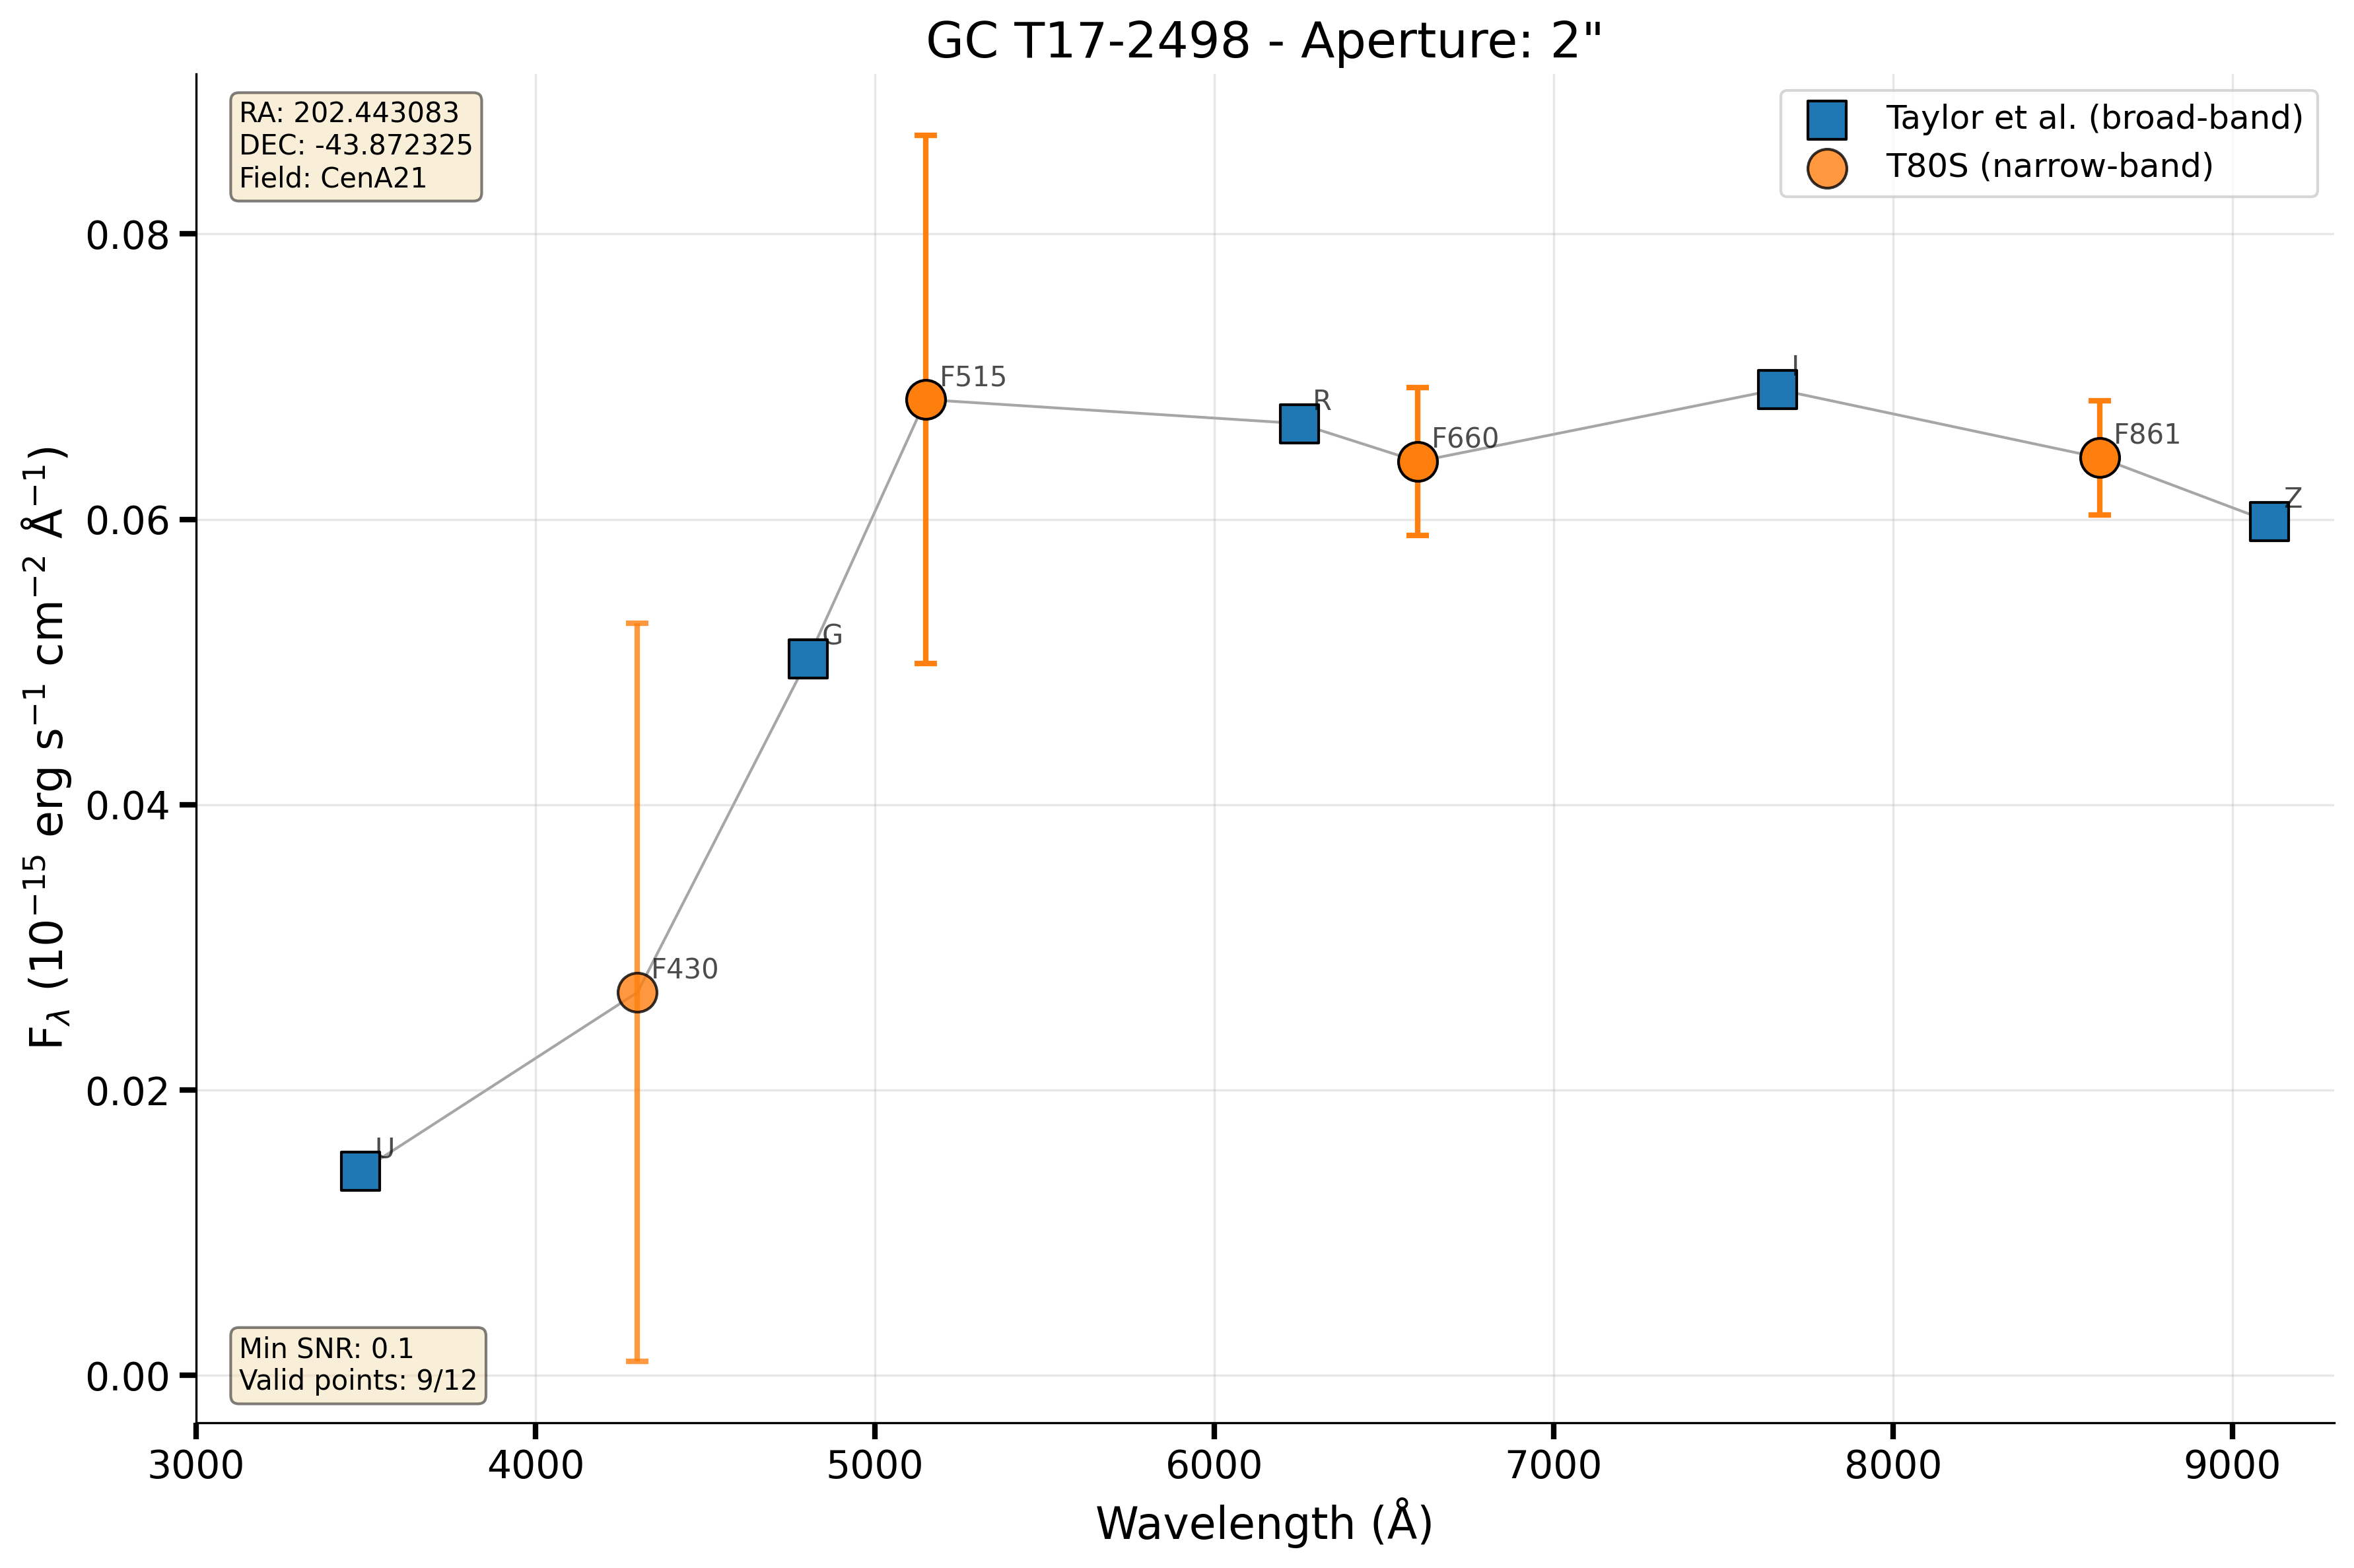 GC T17-2498 - Aperture: 2"
RA: 202.443083
DEC: -43.872325
Field: CenA21
Taylor et al. (broad-band)
T80S (narrow-band)
0.08
0.06
0.04
0.02
0.00
F_λ (10⁻¹⁵ erg s⁻¹ cm⁻² Å⁻¹)
U
F430
G
F515
R
F660
I
F861
Z
Min SNR: 0.1
Valid points: 9/12
3000 4000 5000 6000 7000 8000 9000
Wavelength (Å)